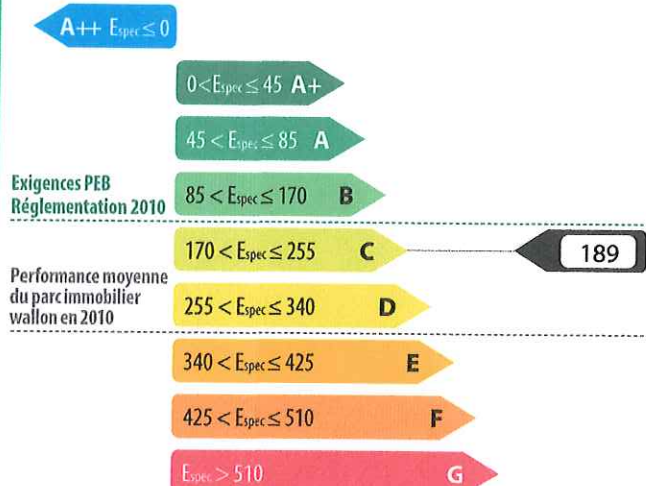 A++ Espec ≤ 0
0 < Espec ≤ 45 A+
45 < Espec ≤ 85 A
Exigences PEB
Réglementation 2010
85 < Espec ≤ 170 B
170 < Espec ≤ 255 C
189
Performance moyenne
du parc immobilier
wallon en 2010
255 < Espec ≤ 340 D
340 < Espec ≤ 425 E
425 < Espec ≤ 510 F
Espec > 510 G